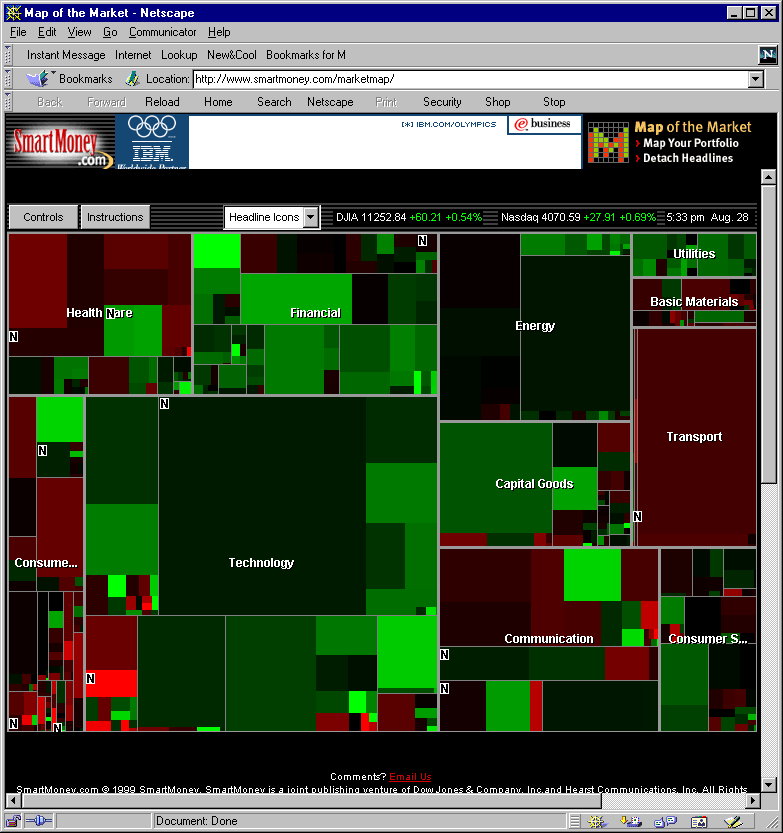 Map of the Market - Netscape
File Edit View Go Communicator Help
Instant Message Internet Lookup New&Cool Bookmarks for M
N
Bookmarks Location: http://www.smartmoney.com/marketmap/
Back Forward Reload Home Search Netscape Print Security Shop Stop
SmartMoney
.com
IBM.
Worldwide Partner
IBM.COM/OLYMPICS
e business
Map of the Market
Map Your Portfolio
Detach Headlines
Controls Instructions Headline Icons DJIA 11252.84 +60.21 +0.54% Nasdaq 4070.59 +27.91 +0.69% 5:33 pm Aug. 28
N
Utilities
Basic Materials
Health Care
N
Financial
Energy
N
N
Transport
N
Capital Goods
N
Technology
Consume...
Communication
Consumer S...
N
N
N
N
N
Comments? Email Us
SmartMoney.com © 1999 SmartMoney. SmartMoney is a joint publishing venture of Dow Jones & Company, Inc.and Hearst Communications, Inc. All Rights
Document: Done